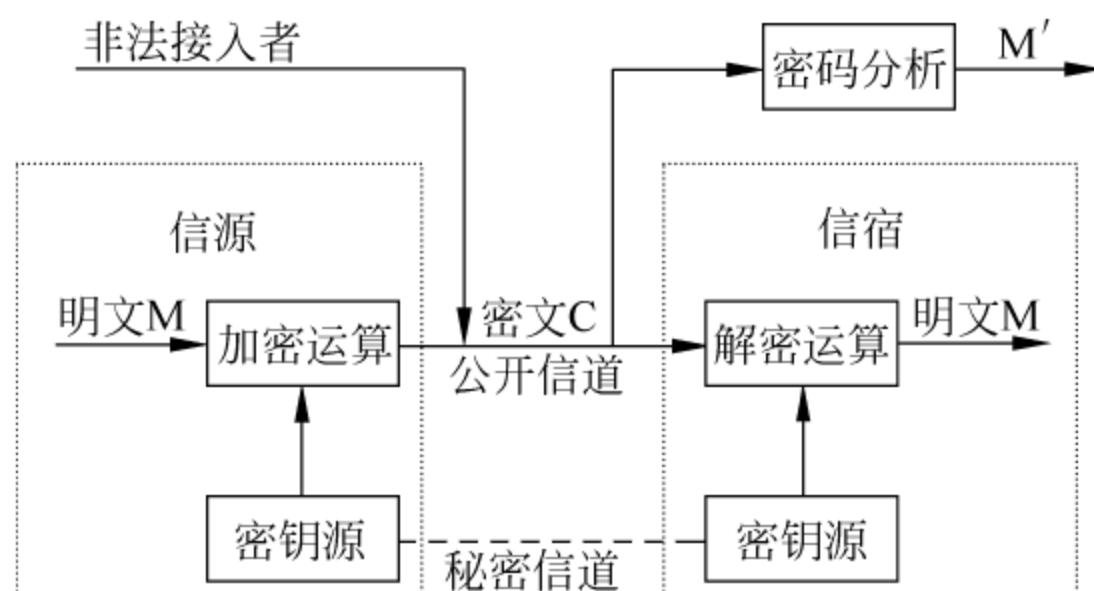 非法接入者
密码分析
M′
信源
信宿
明文M
加密运算
密文C
公开信道
解密运算
明文M
密钥源
秘密信道
密钥源